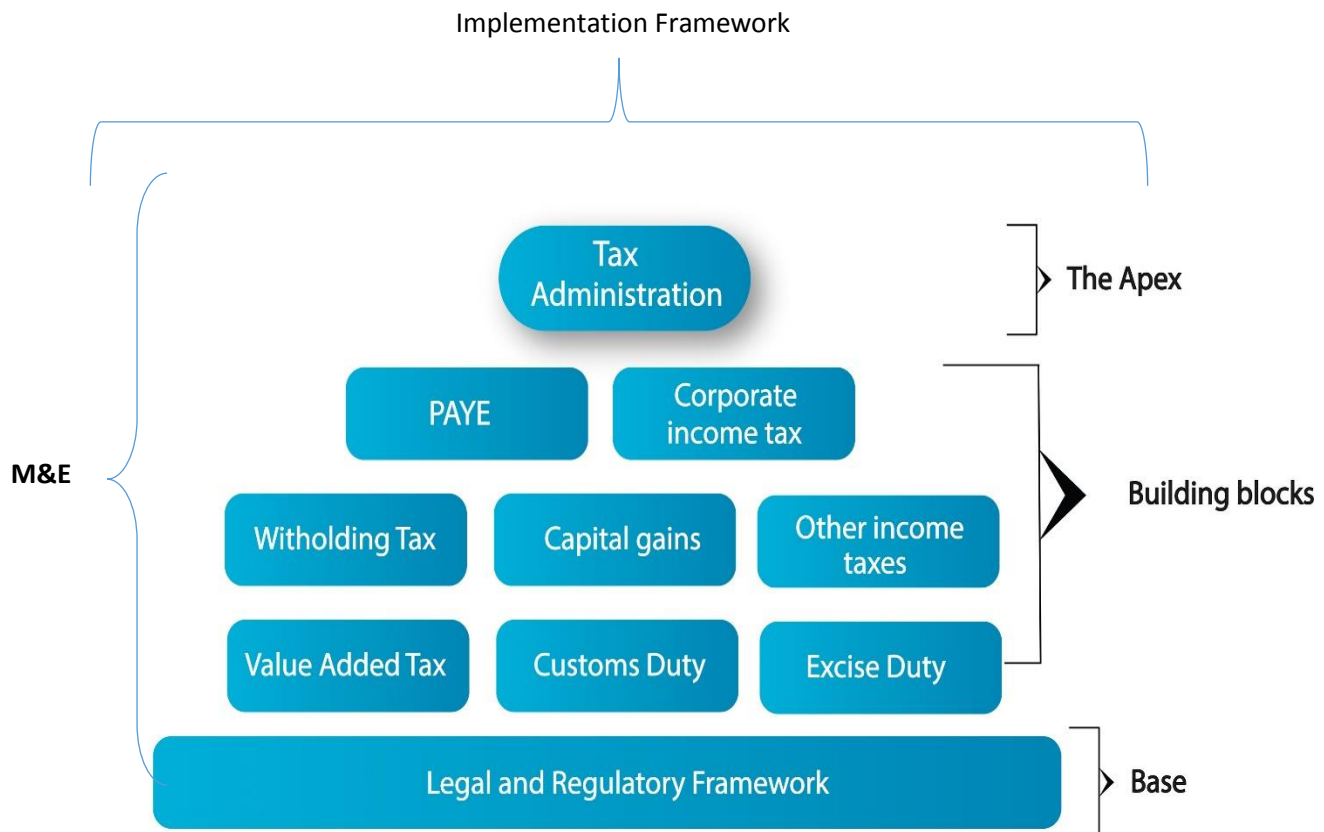 Implementation Framework
Tax
Administration
The Apex
PAYE
Corporate
income tax
M&E
Building blocks
Witholding Tax
Capital gains
Other income
taxes
Value Added Tax
Customs Duty
Excise Duty
Legal and Regulatory Framework
Base